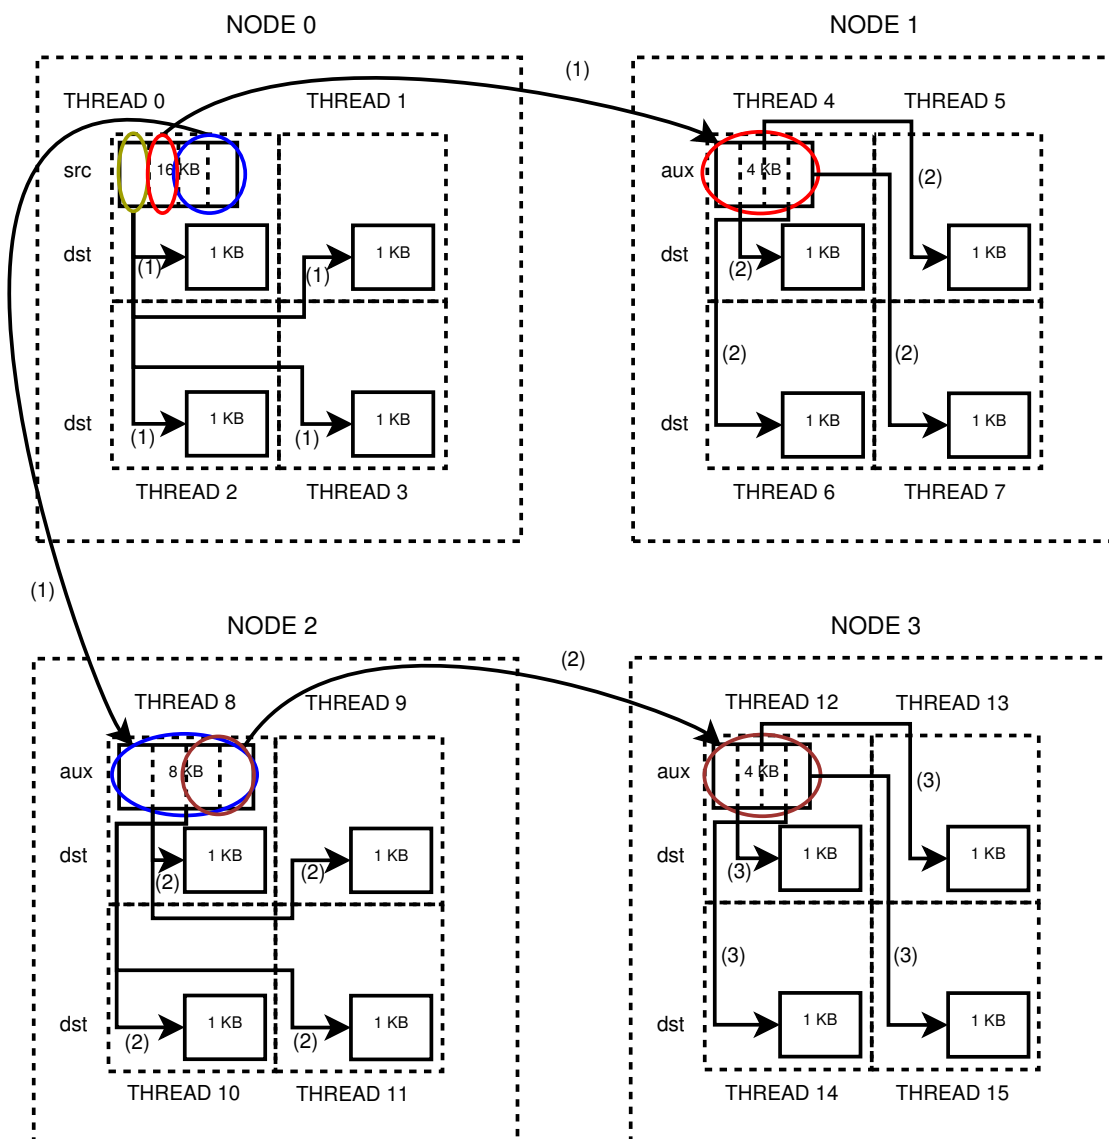 NODE 0
NODE 1
(1)
THREAD 0
THREAD 1
THREAD 4
THREAD 5
src
16 KB
aux
4 KB
(2)
dst
1 KB
(1)
1 KB
(1)
dst
1 KB
(2)
1 KB
(2)
(2)
dst
1 KB
(1)
1 KB
(1)
dst
1 KB
1 KB
THREAD 2
THREAD 3
THREAD 6
THREAD 7
(1)
NODE 2
NODE 3
(2)
THREAD 8
THREAD 9
THREAD 12
THREAD 13
aux
8 KB
aux
4 KB
(3)
dst
1 KB
(2)
1 KB
(2)
dst
1 KB
(3)
1 KB
(3)
(3)
dst
1 KB
(2)
1 KB
(2)
dst
1 KB
1 KB
THREAD 10
THREAD 11
THREAD 14
THREAD 15